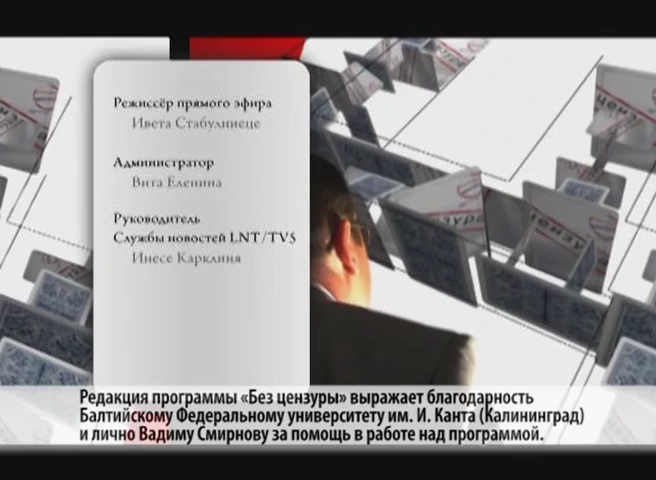 Режиссёр прямого эфира
Ивета Стабулниеце
Администратор
Вита Еленина
Руководитель
Службы новостей LNT/TV5
Инесе Карклиня
Редакция программы «Без цензуры» выражает благодарность
Балтийскому Федеральному университету им. И. Канта (Калининград)
и лично Вадиму Смирнову за помощь в работе над программой.